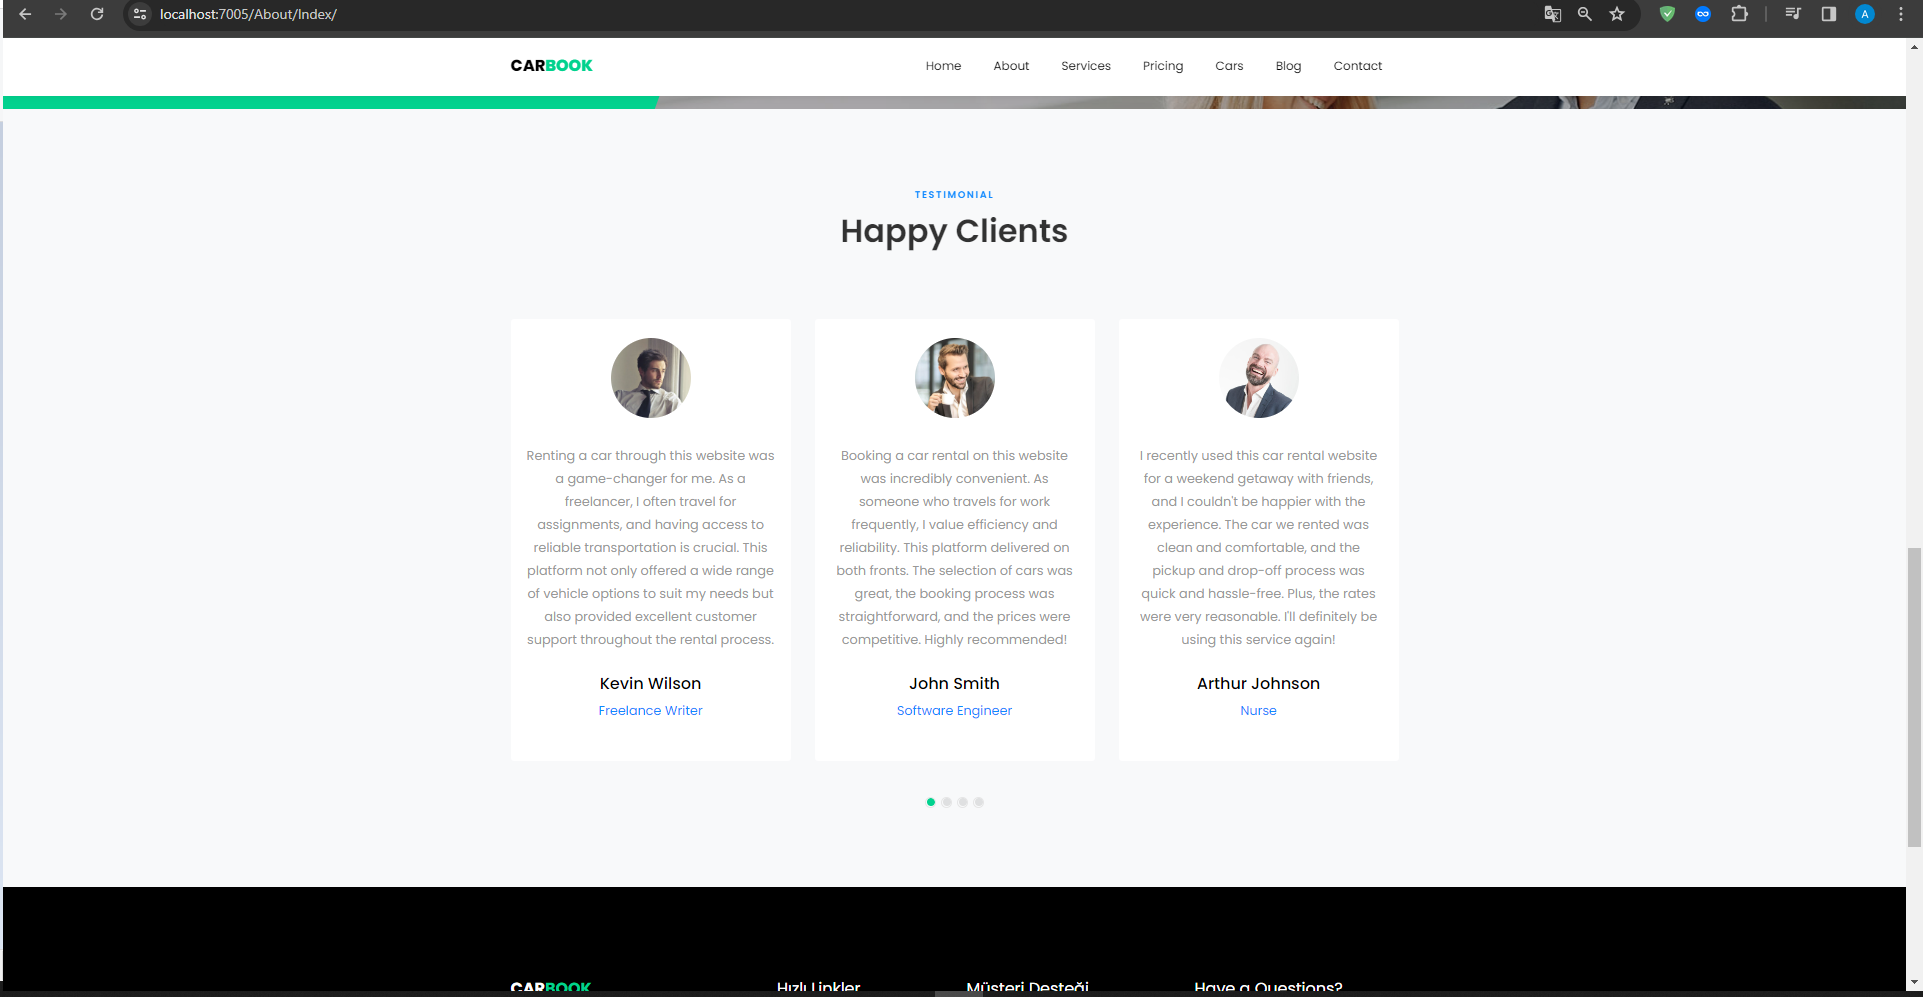 localhost:7005/About/Index/
A
CARBOOK
Home About Services Pricing Cars Blog Contact
TESTIMONIAL
Happy Clients
Renting a car through this website was
a game-changer for me. As a
freelancer, I often travel for
assignments, and having access to
reliable transportation is crucial. This
platform not only offered a wide range
of vehicle options to suit my needs but
also provided excellent customer
support throughout the rental process.
Kevin Wilson
Freelance Writer
Booking a car rental on this website
was incredibly convenient. As
someone who travels for work
frequently, I value efficiency and
reliability. This platform delivered on
both fronts. The selection of cars was
great, the booking process was
straightforward, and the prices were
competitive. Highly recommended!
John Smith
Software Engineer
I recently used this car rental website
for a weekend getaway with friends,
and I couldn't be happier with the
experience. The car we rented was
clean and comfortable, and the
pickup and drop-off process was
quick and hassle-free. Plus, the rates
were very reasonable. I'll definitely be
using this service again!
Arthur Johnson
Nurse
CARBOOK
Hızlı Linkler
Müşteri Desteği
Have a Questions?